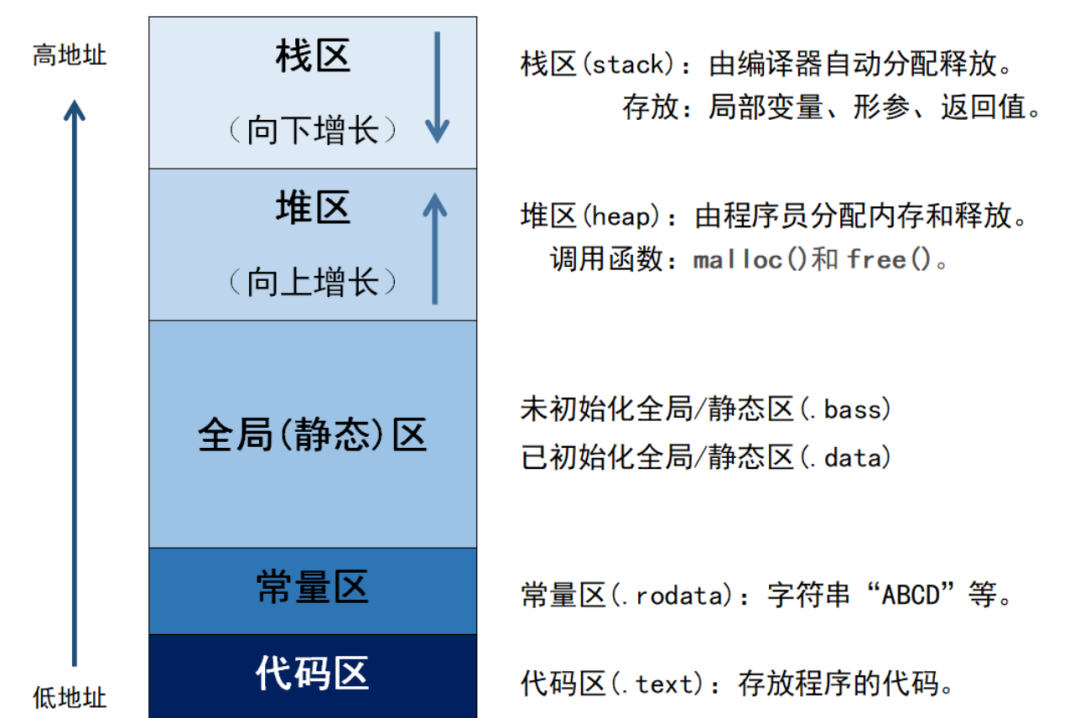 高地址
栈区
(向下增长)
栈区(stack): 由编译器自动分配释放。
存放: 局部变量、形参、返回值。
堆区
(向上增长)
堆区(heap): 由程序员分配内存和释放。
调用函数: malloc()和 free()。
全局(静态)区
未初始化全局/静态区(.bass)
已初始化全局/静态区(.data)
常量区
常量区(.rodata): 字符串“ABCD”等。
代码区
代码区(.text): 存放程序的代码。
低地址